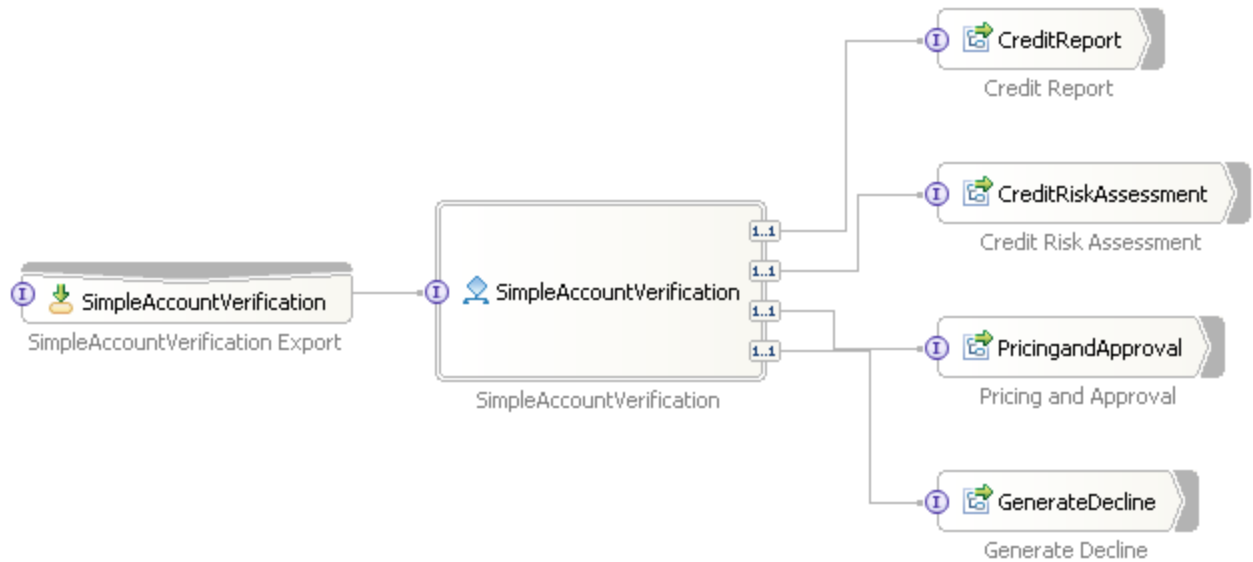 I CreditReport
Credit Report
I CreditRiskAssessment
Credit Risk Assessment
I SimpleAccountVerification
SimpleAccountVerification Export
I SimpleAccountVerification
1..1
1..1
1..1
1..1
SimpleAccountVerification
I PricingandApproval
Pricing and Approval
I GenerateDecline
Generate Decline